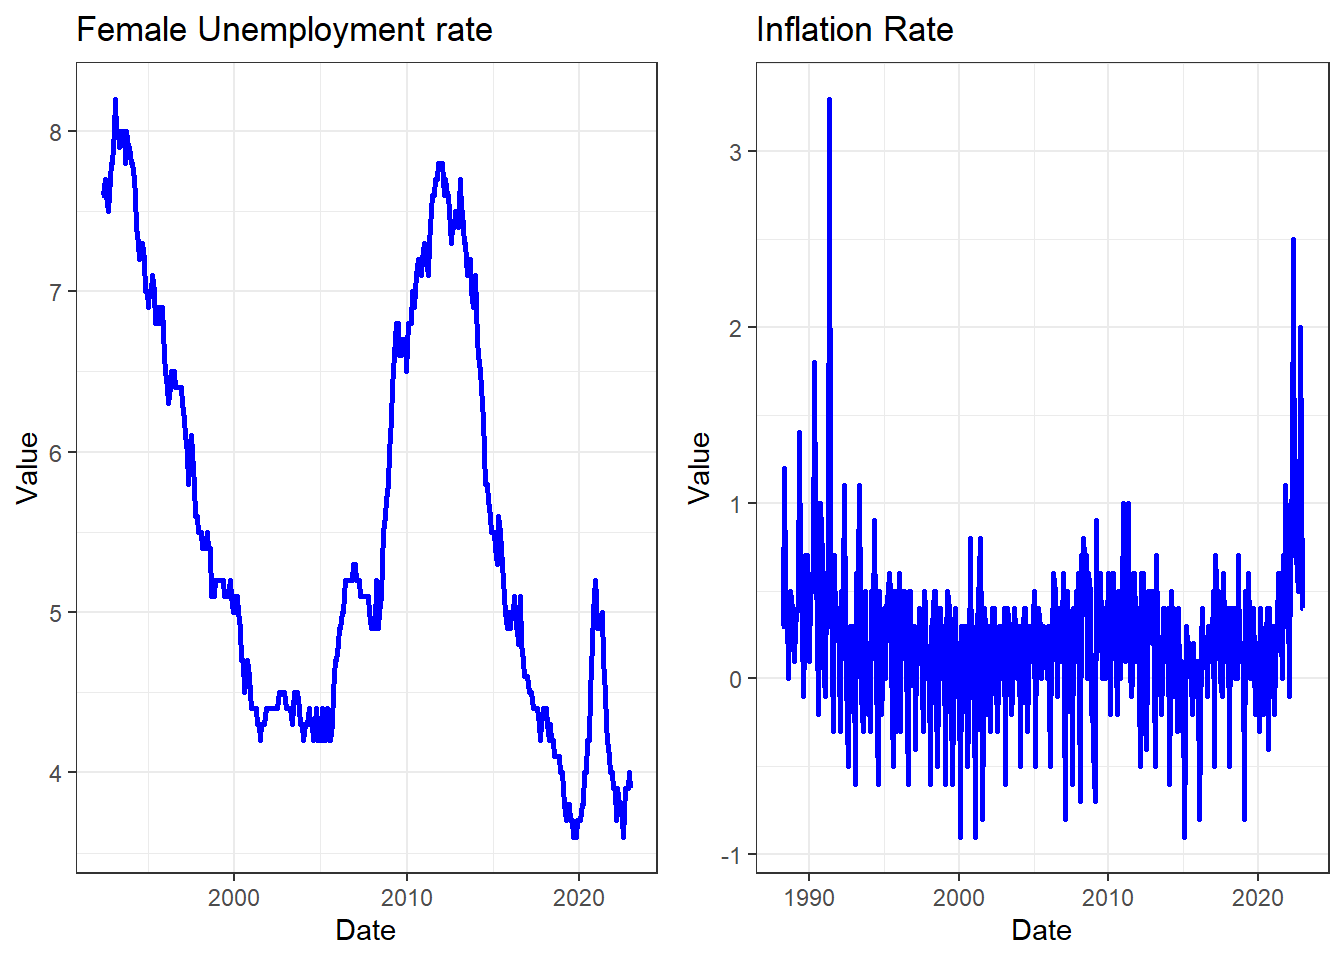 Female Unemployment rate
Value
8
7
6
5
4
2000 2010 2020
Date
Inflation Rate
Value
3
2
1
0
-1
1990 2000 2010 2020
Date